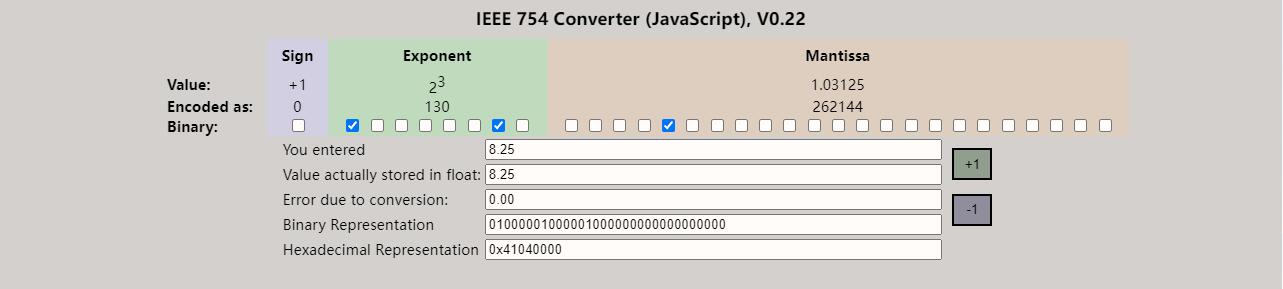 IEEE 754 Converter (JavaScript), V0.22
Sign Exponent Mantissa
Value: +1 2^3 1.03125
Encoded as: 0 130 262144
Binary:
You entered 8.25
+1
Value actually stored in float: 8.25
Error due to conversion: 0.00
-1
Binary Representation 01000001000001000000000000000000
Hexadecimal Representation 0x41040000